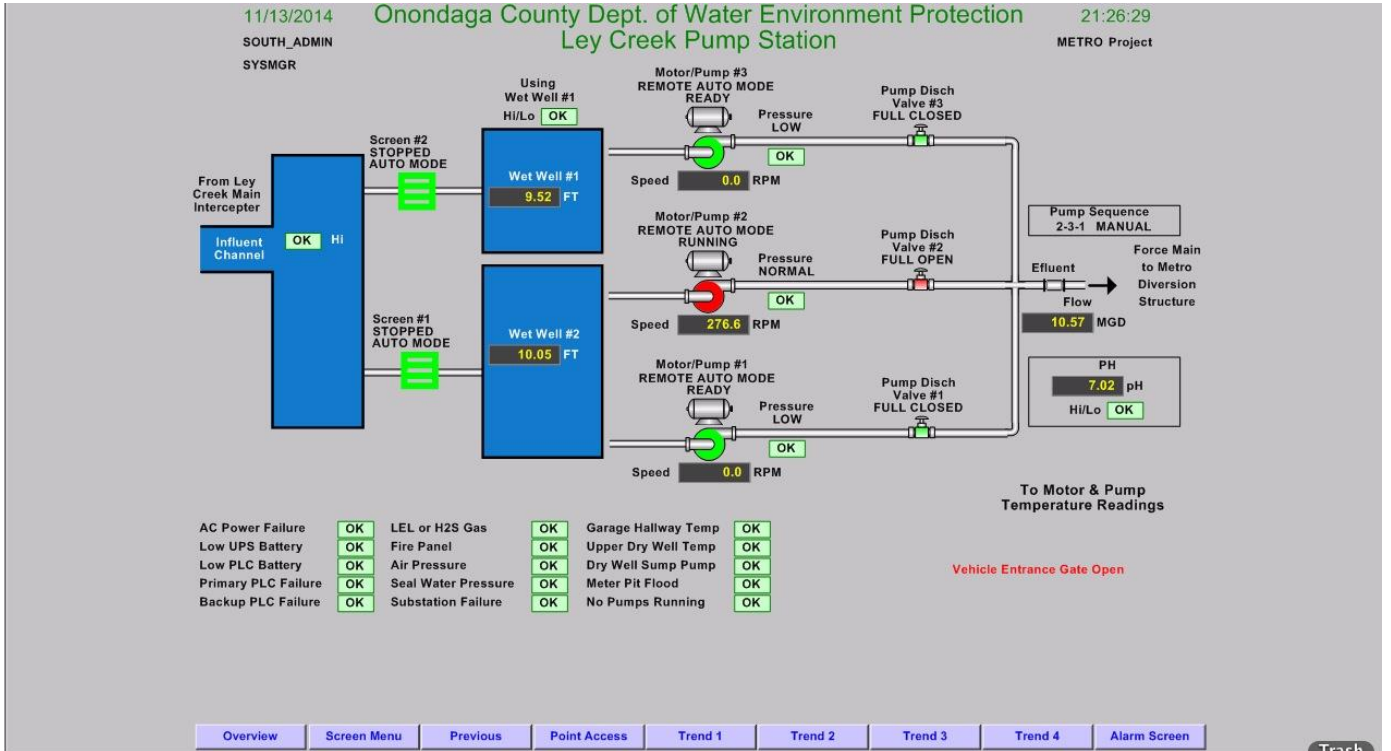 11/13/2014 Onondaga County Dept. of Water Environment Protection 21:26:29
SOUTH_ADMIN Ley Creek Pump Station METRO Project
SYSMGR
Using
Wet Well #1
Hi/Lo OK
Motor/Pump #3
REMOTE AUTO MODE
READY
Pressure
LOW
OK
Speed 0.0 RPM
Pump Disch
Valve #3
FULL CLOSED
Screen #2
STOPPED
AUTO MODE
Wet Well #1
9.52 FT
From Ley
Creek Main
Intercepter
Influent
Channel
OK Hi
Motor/Pump #2
REMOTE AUTO MODE
RUNNING
Pressure
NORMAL
OK
Speed 276.6 RPM
Pump Disch
Valve #2
FULL OPEN
Pump Sequence
2-3-1 MANUAL
Efluent
Force Main
to Metro
Diversion
Structure
Flow
10.57 MGD
Screen #1
STOPPED
AUTO MODE
Wet Well #2
10.05 FT
Motor/Pump #1
REMOTE AUTO MODE
READY
Pressure
LOW
OK
Speed 0.0 RPM
Pump Disch
Valve #1
FULL CLOSED
PH
7.02 pH
Hi/Lo OK
To Motor & Pump
Temperature Readings
AC Power Failure OK LEL or H2S Gas OK Garage Hallway Temp OK
Low UPS Battery OK Fire Panel OK Upper Dry Well Temp OK
Low PLC Battery OK Air Pressure OK Dry Well Sump Pump OK
Primary PLC Failure OK Seal Water Pressure OK Meter Pit Flood OK
Backup PLC Failure OK Substation Failure OK No Pumps Running OK
Vehicle Entrance Gate Open
Overview Screen Menu Previous Point Access Trend 1 Trend 2 Trend 3 Trend 4 Alarm Screen
Trash